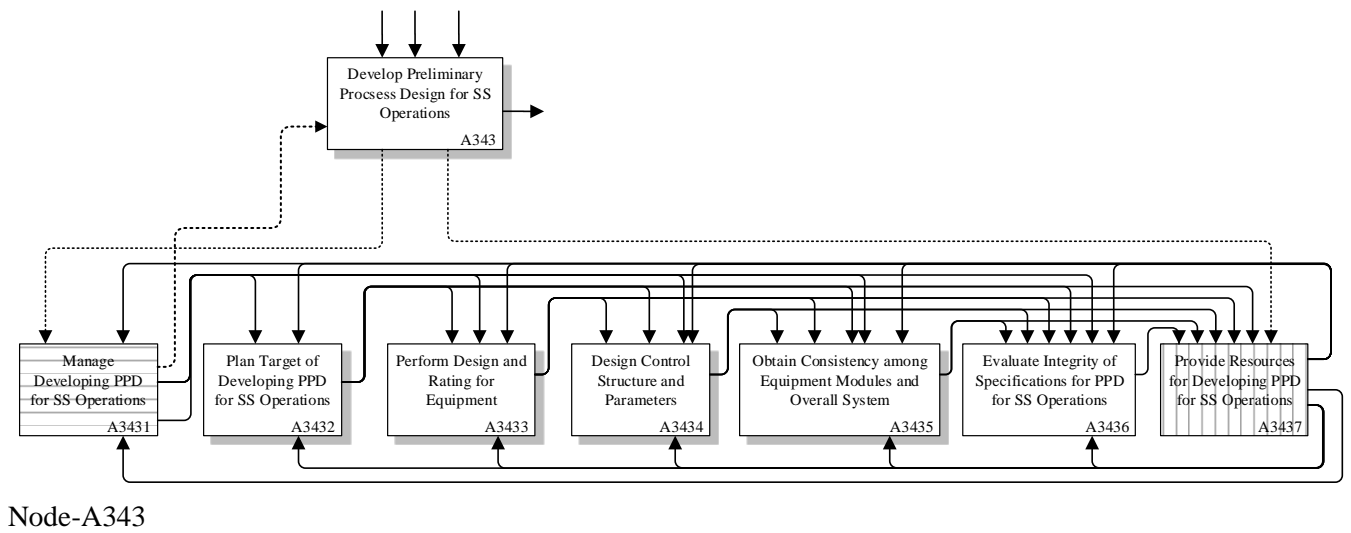 Develop Preliminary
Procsess Design for SS
Operations
A343
Manage
Developing PPD
for SS Operations
A3431
Plan Target of
Developing PPD
for SS Operations
A3432
Perform Design and
Rating for
Equipment
A3433
Design Control
Structure and
Parameters
A3434
Obtain Consistency among
Equipment Modules and
Overall System
A3435
Evaluate Integrity of
Specifications for PPD
for SS Operations
A3436
Provide Resources
for Developing PPD
for SS Operations
A3437
Node-A343